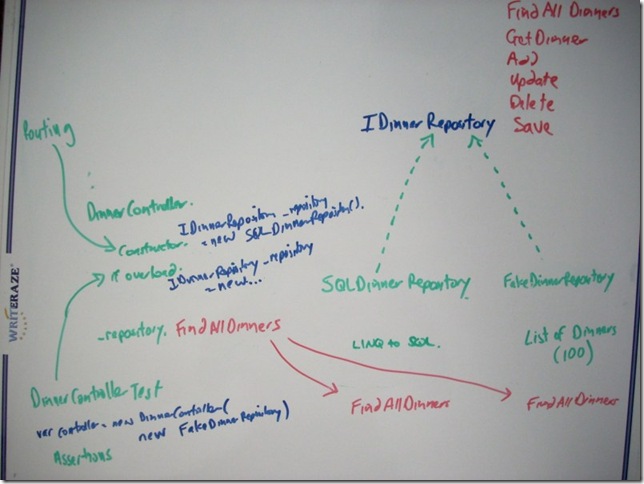 FindAll Dinners
GetDinner
Add
Update
Delete
Save
IDinnerRepository
Routing
DinnerController.
Constructor.
IDinnerRepository _repository
= new SQLDinnerRepository().
if overload.
IDinnerRepository _repository
= new...
SQLDinnerRepository.
FakeDinnerRepository
_repository. FindAllDinners
LINQ to SQL.
List of Dinners
(100)
FindAllDinners
FindAllDinners
DinnerControllerTest
var controller = new DinnerController(
new FakeDinnerRepository)
Assertions
WRITERAZE